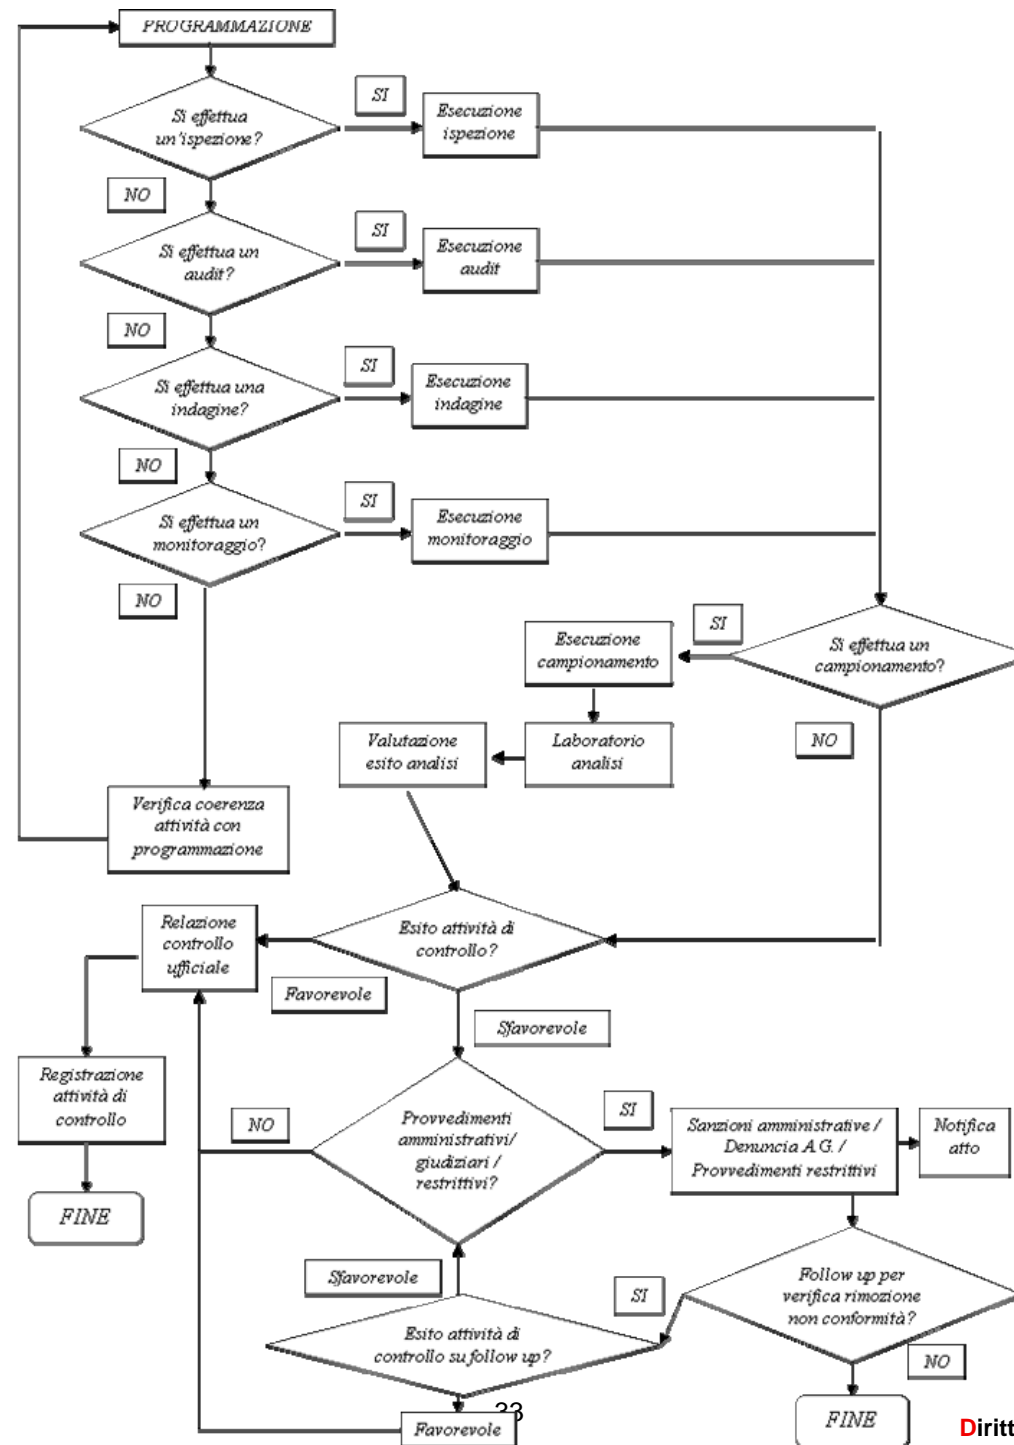 PROGRAMMAZIONE
Si effettua
un'ispezione?
SI
Esecuzione
ispezione
NO
Si effettua un
audit?
SI
Esecuzione
audit
NO
Si effettua una
indagine?
SI
Esecuzione
indagine
NO
Si effettua un
monitoraggio?
SI
Esecuzione
monitoraggio
NO
Si effettua un
campionamento?
SI
Esecuzione
campionamento
NO
Laboratorio
analisi
Valutazione
esito analisi
Verifica coerenza
attività con
programmazione
Esito attività di
controllo?
Relazione
controllo
ufficiale
Favorevole
Sfavorevole
Registrazione
attività di
controllo
FINE
Provvedimenti
amministrativi/
giudiziari /
restrittivi?
NO
SI
Sanzioni amministrative /
Denuncia A.G. /
Provvedimenti restrittivi
Notifica
atto
Follow up per
verifica rimozione
non conformità?
SI
NO
FINE
Sfavorevole
Esito attività di
controllo su follow up?
Favorevole
33
Diritt